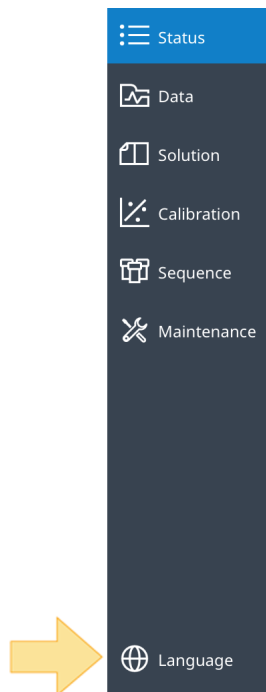 Status
Data
Solution
Calibration
Sequence
Maintenance
Language